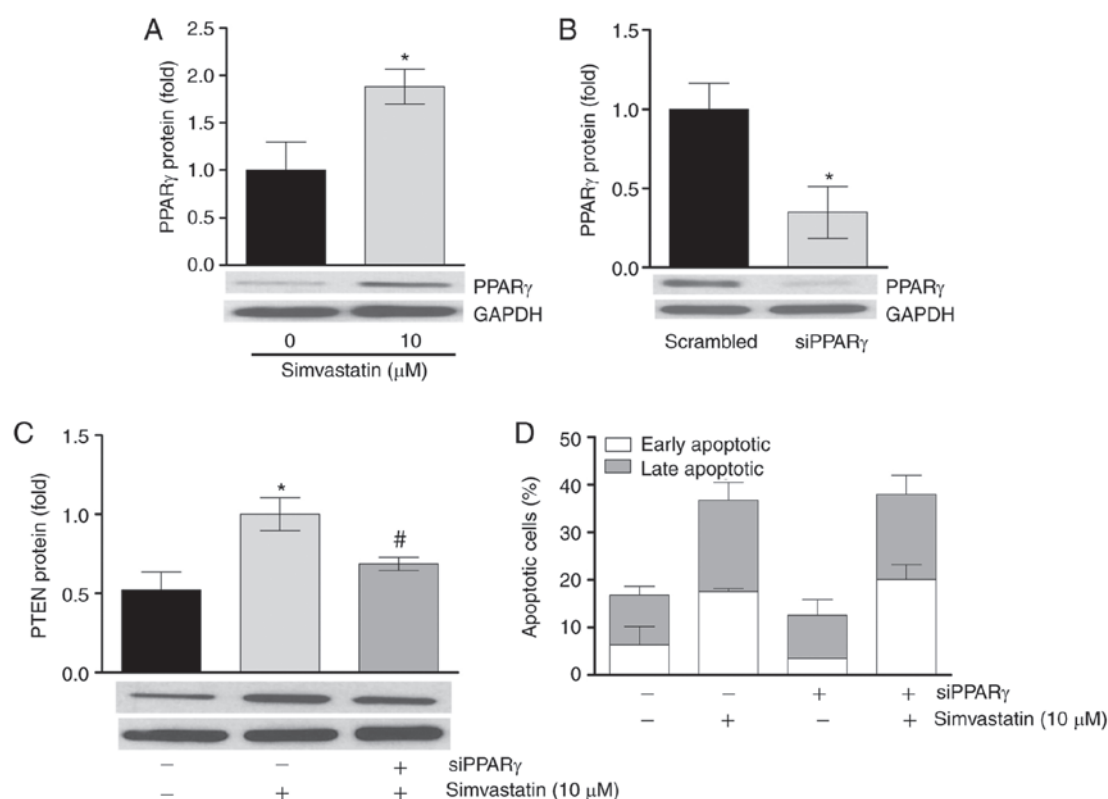 A
PPARγ protein (fold)
2.5
2.0
1.5
1.0
0.5
0.0
*
PPARγ
GAPDH
0 10
Simvastatin (μM)
B
PPARγ protein (fold)
1.5
1.0
0.5
0.0
*
PPARγ
GAPDH
Scrambled siPPARγ
C
PTEN protein (fold)
1.5
1.0
0.5
0.0
*
#
– – + siPPARγ
– + + Simvastatin (10 μM)
D
Apoptotic cells (%)
50
40
30
20
10
0
Early apoptotic
Late apoptotic
– – + + siPPARγ
– + – + Simvastatin (10 μM)